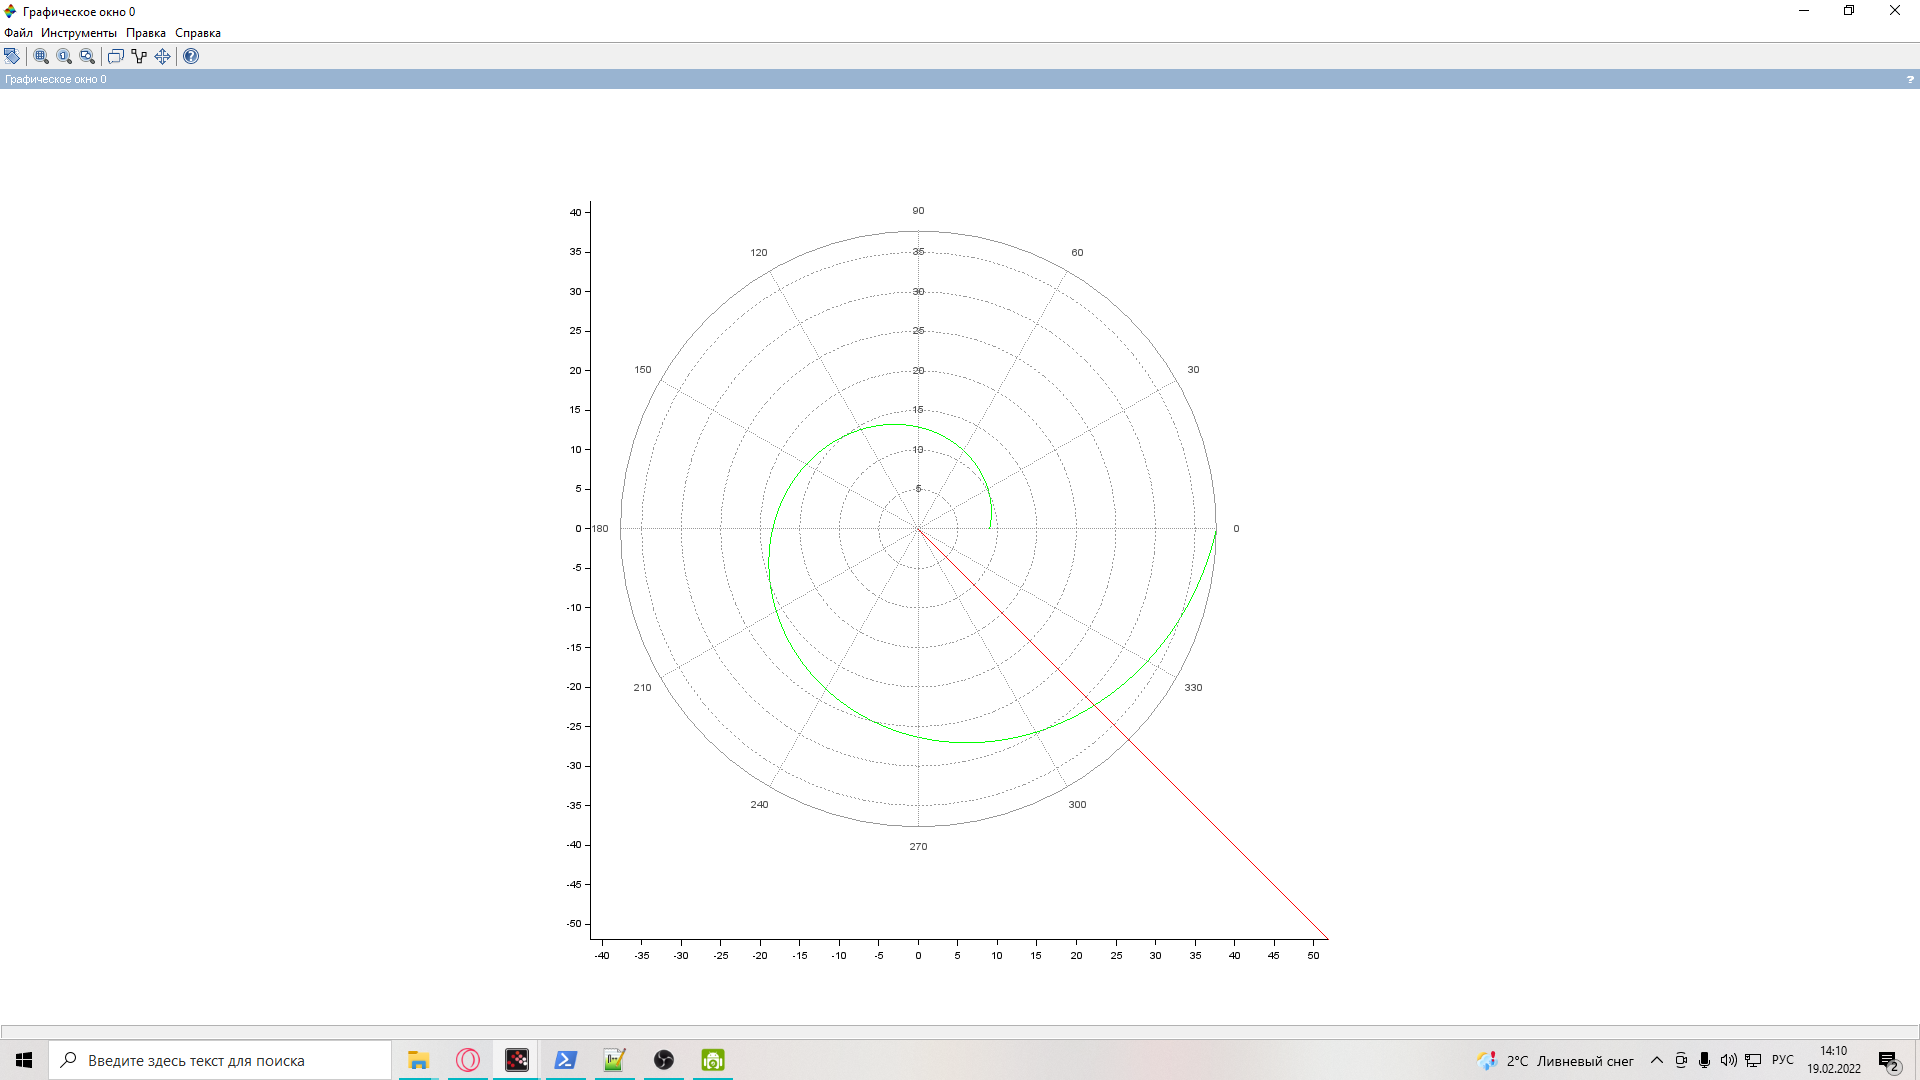 Графическое окно 0
Файл Инструменты Правка Справка
Графическое окно 0 ?
40 90
120 60
35 35
30 30
25 25
150 20 20 30
15 15
10 10
5 5
0 180 0
-5
-10
-15
-20 210 330
-25
-30
-35 240 300
-40 270
-45
-50
-40 -35 -30 -25 -20 -15 -10 -5 0 5 10 15 20 25 30 35 40 45 50
Введите здесь текст для поиска 2°C Ливневый снег РУС 14:10
19.02.2022 2